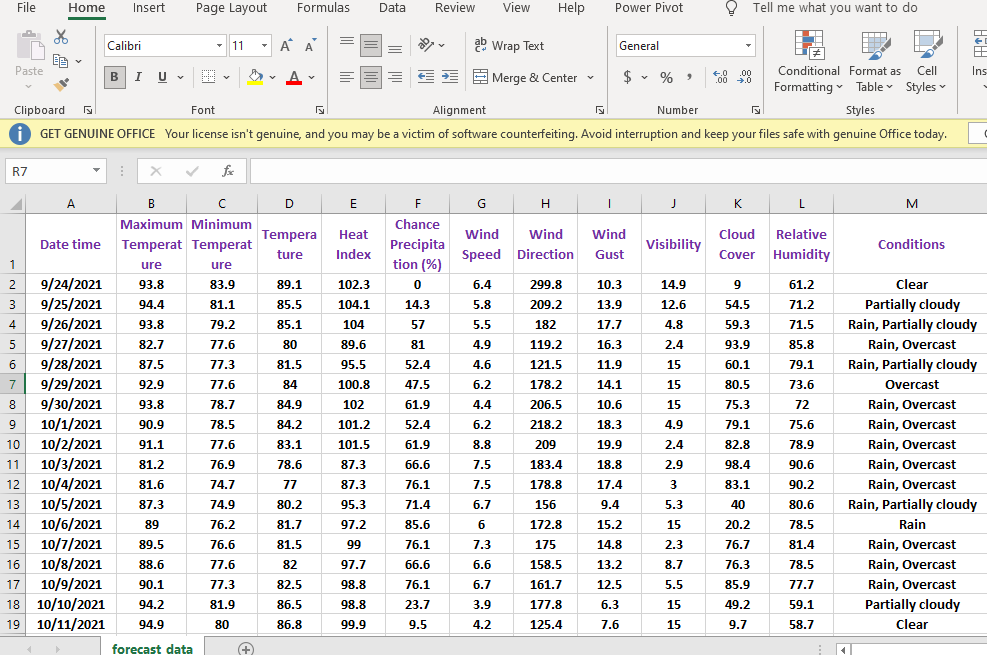 File Home Insert Page Layout Formulas Data Review View Help Power Pivot Tell me what you want to do
Calibri 11 A A ab Wrap Text General
Paste B I U A Merge & Center $ % , Conditional Formatting Format as Table Cell Styles Ins
Clipboard Font Alignment Number Styles
GET GENUINE OFFICE Your license isn't genuine, and you may be a victim of software counterfeiting. Avoid interruption and keep your files safe with genuine Office today.
R7 fx
A B C D E F G H I J K L M
1 Date time Maximum Temperature Minimum Temperature Temperature Heat Index Chance Precipitation (%) Wind Speed Wind Direction Wind Gust Visibility Cloud Cover Relative Humidity Conditions
2 9/24/2021 93.8 83.9 89.1 102.3 0 6.4 299.8 10.3 14.9 9 61.2 Clear
3 9/25/2021 94.4 81.1 85.5 104.1 14.3 5.8 209.2 13.9 12.6 54.5 71.2 Partially cloudy
4 9/26/2021 93.8 79.2 85.1 104 57 5.5 182 17.7 4.8 59.3 71.5 Rain, Partially cloudy
5 9/27/2021 82.7 77.6 80 89.6 81 4.9 119.2 16.3 2.4 93.9 85.8 Rain, Overcast
6 9/28/2021 87.5 77.3 81.5 95.5 52.4 4.6 121.5 11.9 15 60.1 79.1 Rain, Partially cloudy
7 9/29/2021 92.9 77.6 84 100.8 47.5 6.2 178.2 14.1 15 80.5 73.6 Overcast
8 9/30/2021 93.8 78.7 84.9 102 61.9 4.4 206.5 10.6 15 75.3 72 Rain, Overcast
9 10/1/2021 90.9 78.5 84.2 101.2 52.4 6.2 218.2 18.3 4.9 79.1 75.6 Rain, Overcast
10 10/2/2021 91.1 77.6 83.1 101.5 61.9 8.8 209 19.9 2.4 82.8 78.9 Rain, Overcast
11 10/3/2021 81.2 76.9 78.6 87.3 66.6 7.5 183.4 18.8 2.9 98.4 90.6 Rain, Overcast
12 10/4/2021 81.6 74.7 77 87.3 76.1 7.5 178.8 17.4 3 83.1 90.2 Rain, Overcast
13 10/5/2021 87.3 74.9 80.2 95.3 71.4 6.7 156 9.4 5.3 40 80.6 Rain, Partially cloudy
14 10/6/2021 89 76.2 81.7 97.2 85.6 6 172.8 15.2 15 20.2 78.5 Rain
15 10/7/2021 89.5 76.6 81.5 99 76.1 7.3 175 14.8 2.3 76.7 81.4 Rain, Overcast
16 10/8/2021 88.6 77.6 82 97.7 66.6 6.6 158.5 13.2 8.7 76.3 78.5 Rain, Overcast
17 10/9/2021 90.1 77.3 82.5 98.8 76.1 6.7 161.7 12.5 5.5 85.9 77.7 Rain, Overcast
18 10/10/2021 94.2 81.9 86.5 98.8 23.7 3.9 177.8 6.3 15 49.2 59.1 Partially cloudy
19 10/11/2021 94.9 80 86.8 99.9 9.5 4.2 125.4 7.6 15 9.7 58.7 Clear
forecast_data